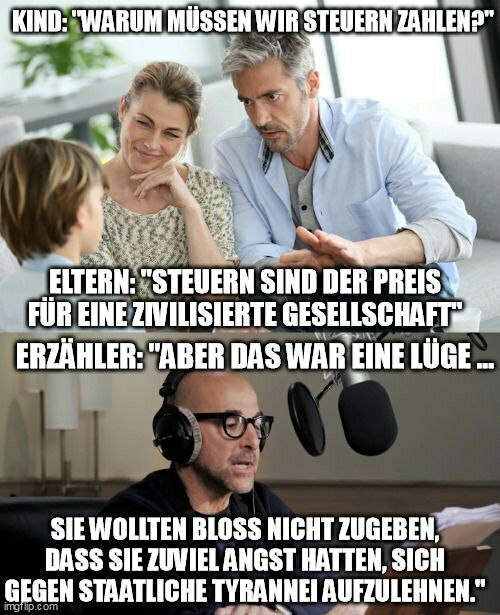 KIND: "WARUM MÜSSEN WIR STEUERN ZAHLEN?"
ELTERN: "STEUERN SIND DER PREIS
FÜR EINE ZIVILISIERTE GESELLSCHAFT"
ERZÄHLER: "ABER DAS WAR EINE LÜGE ...
SIE WOLLTEN BLOSS NICHT ZUGEBEN,
DASS SIE ZUVIEL ANGST HATTEN, SICH
GEGEN STAATLICHE TYRANNEI AUFZULEHNEN."
imgflip.com